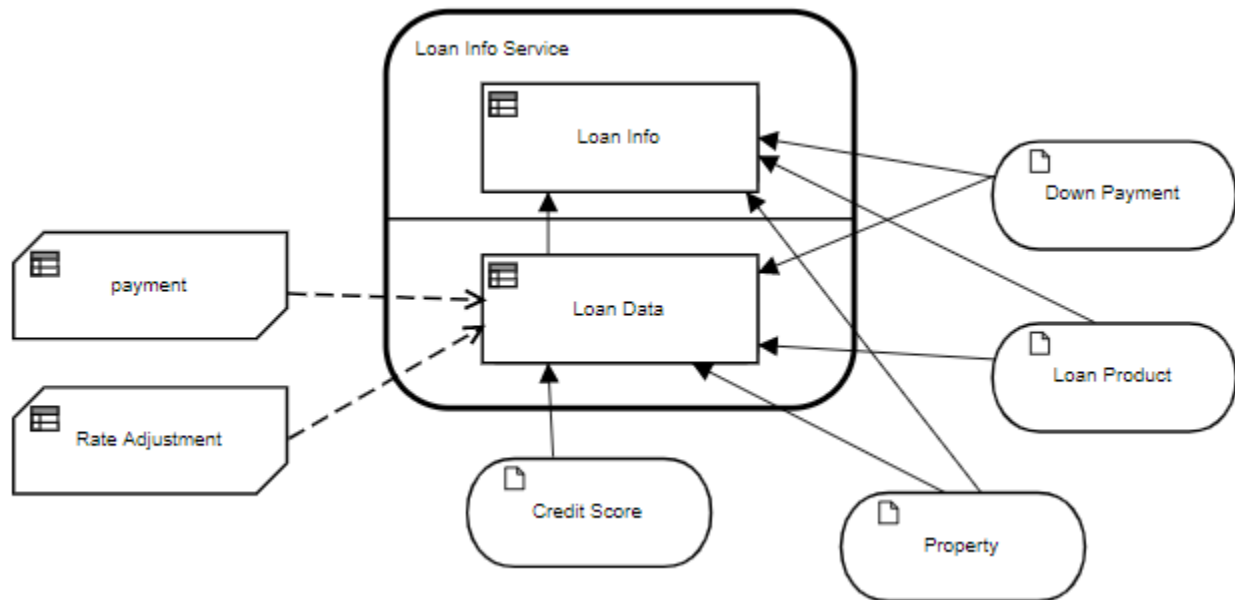 Loan Info Service
Loan Info
Down Payment
payment
Loan Data
Loan Product
Rate Adjustment
Credit Score
Property